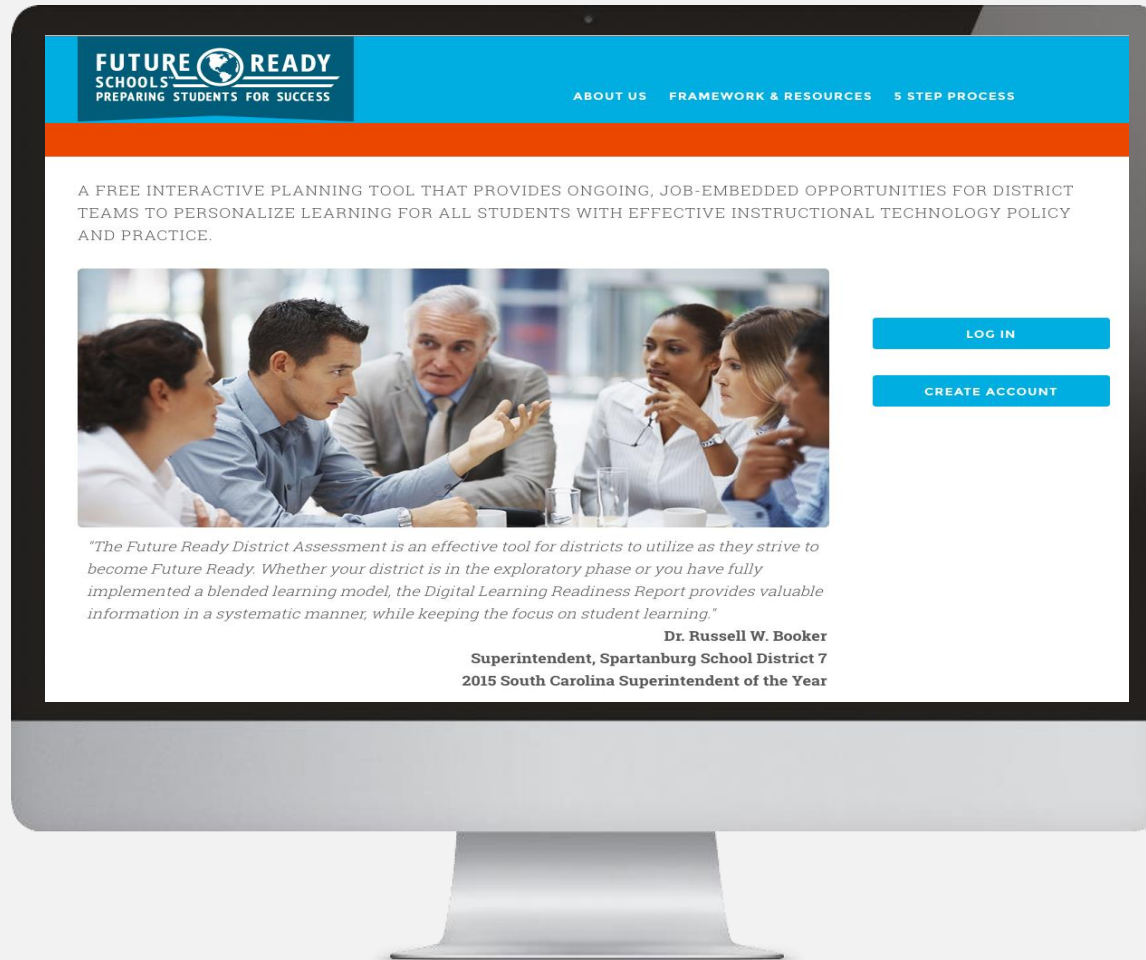 FUTURE READY
SCHOOLS™
PREPARING STUDENTS FOR SUCCESS
ABOUT US FRAMEWORK & RESOURCES 5 STEP PROCESS
A FREE INTERACTIVE PLANNING TOOL THAT PROVIDES ONGOING, JOB-EMBEDDED OPPORTUNITIES FOR DISTRICT
TEAMS TO PERSONALIZE LEARNING FOR ALL STUDENTS WITH EFFECTIVE INSTRUCTIONAL TECHNOLOGY POLICY
AND PRACTICE.
LOG IN
CREATE ACCOUNT
"The Future Ready District Assessment is an effective tool for districts to utilize as they strive to
become Future Ready. Whether your district is in the exploratory phase or you have fully
implemented a blended learning model, the Digital Learning Readiness Report provides valuable
information in a systematic manner, while keeping the focus on student learning."
Dr. Russell W. Booker
Superintendent, Spartanburg School District 7
2015 South Carolina Superintendent of the Year